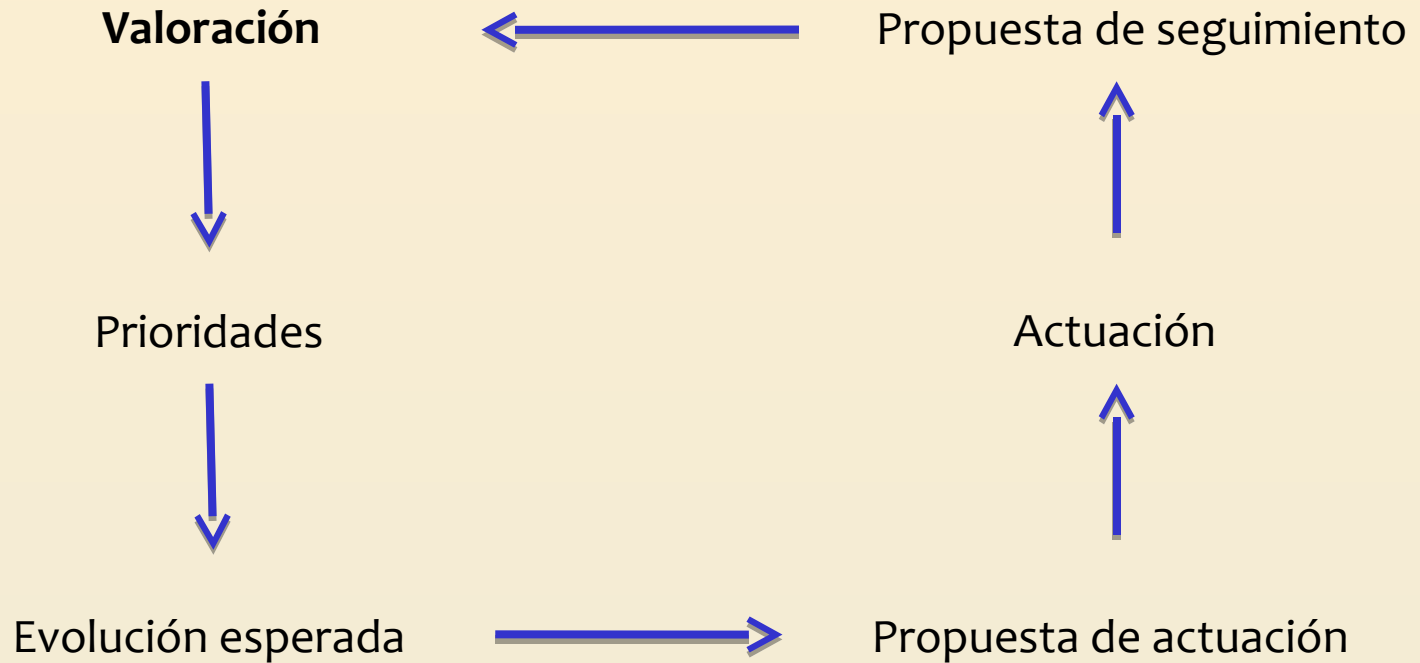 Valoración
Propuesta de seguimiento
Prioridades
Actuación
Evolución esperada
Propuesta de actuación